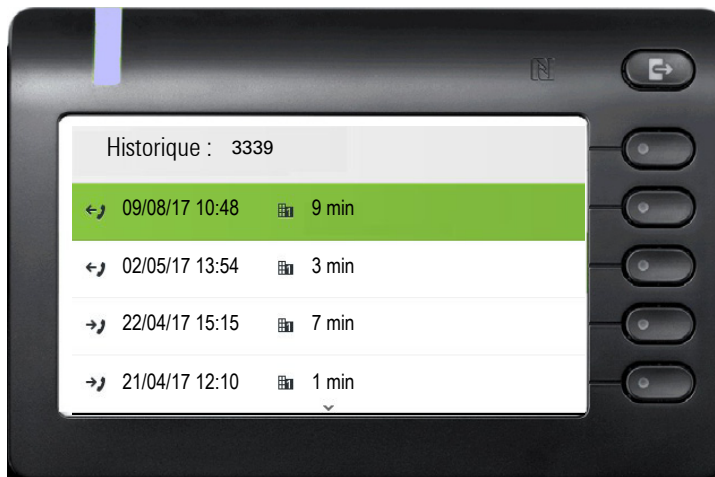 Historique : 3339
09/08/17 10:48 9 min
02/05/17 13:54 3 min
22/04/17 15:15 7 min
21/04/17 12:10 1 min